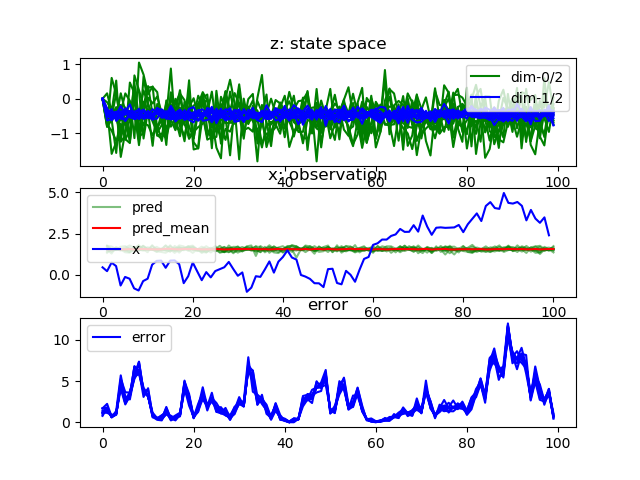 z: state space
1
0
−1
dim-0/2
dim-1/2
0 20 40 60 80 100
x: observation
5.0
2.5
0.0
pred
pred_mean
x
0 20 40 60 80 100
error
10
5
0
error
0 20 40 60 80 100